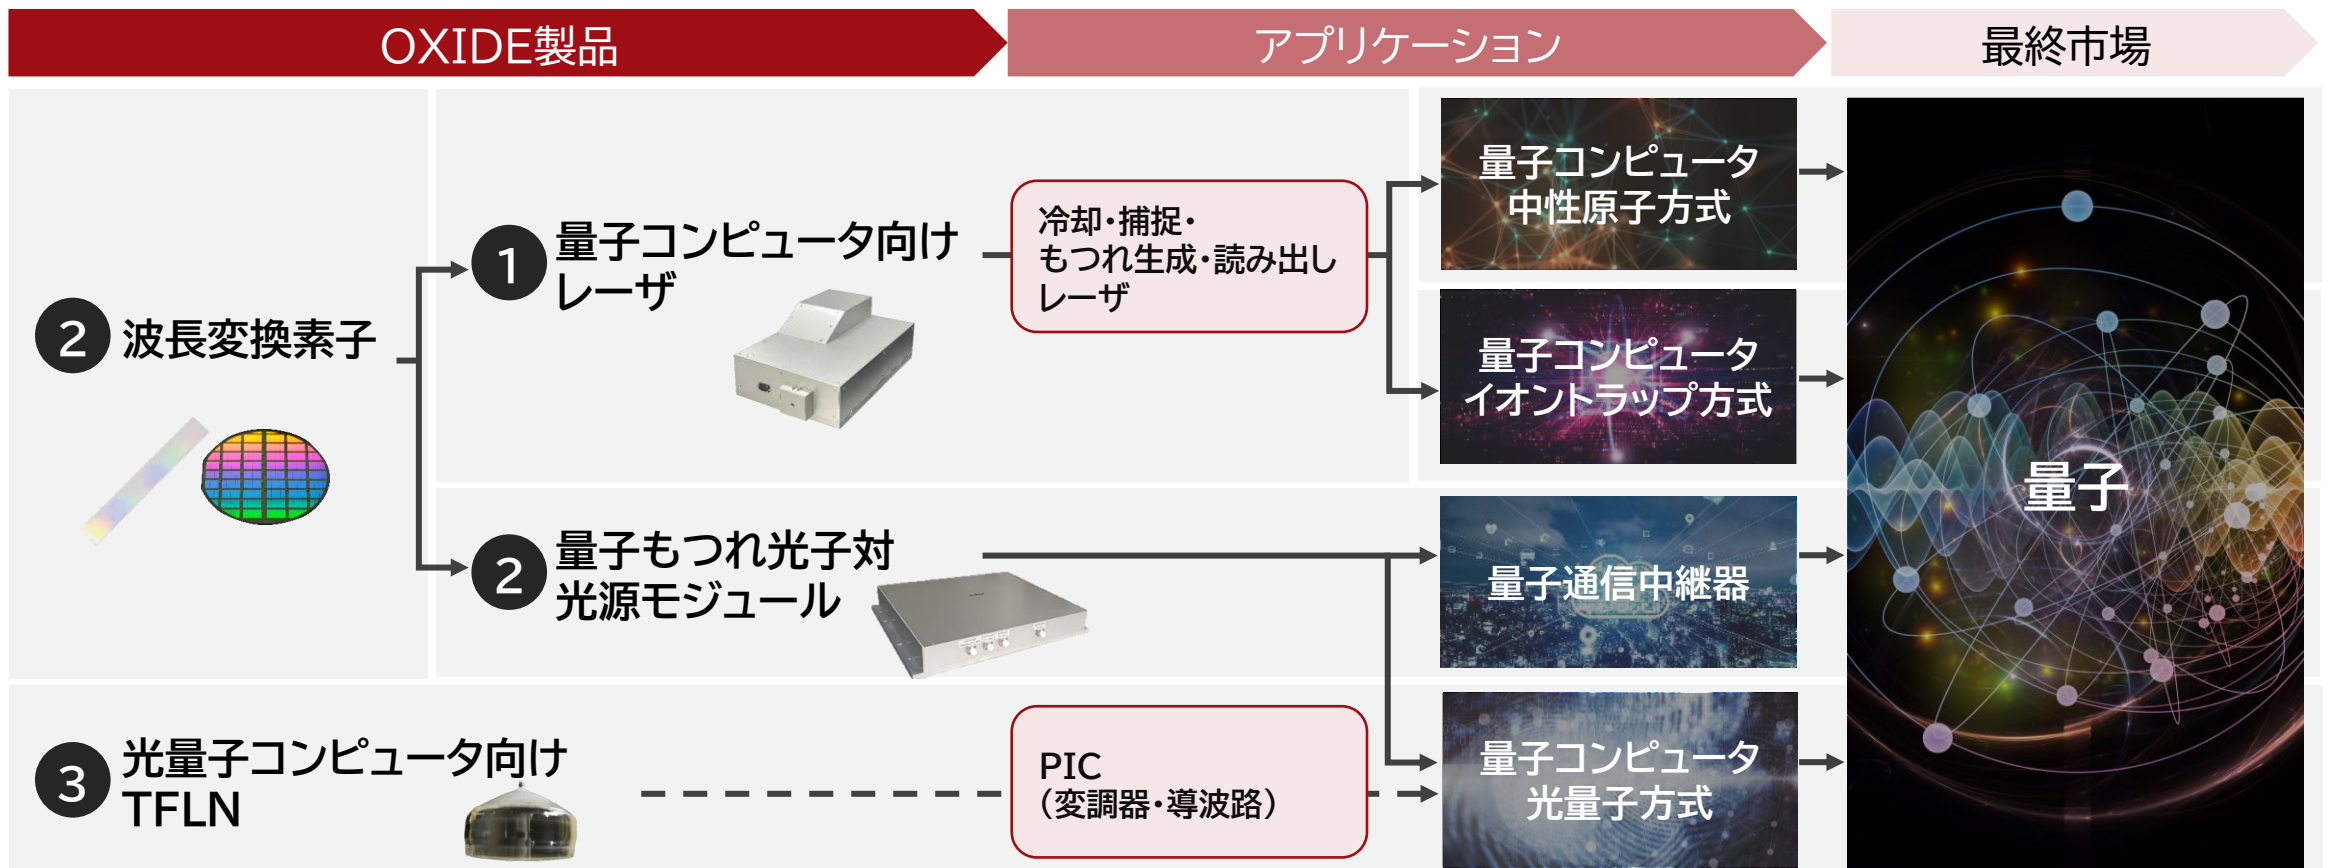 OXIDE製品
アプリケーション
最終市場
2 波長変換素子
1 量子コンピュータ向け
レーザ
冷却・捕捉・
もつれ生成・読み出し
レーザ
量子コンピュータ
中性原子方式
量子コンピュータ
イオントラップ方式
量子
2 量子もつれ光子対
光源モジュール
量子通信中継器
3 光量子コンピュータ向け
TFLN
PIC
（変調器・導波路）
量子コンピュータ
光量子方式